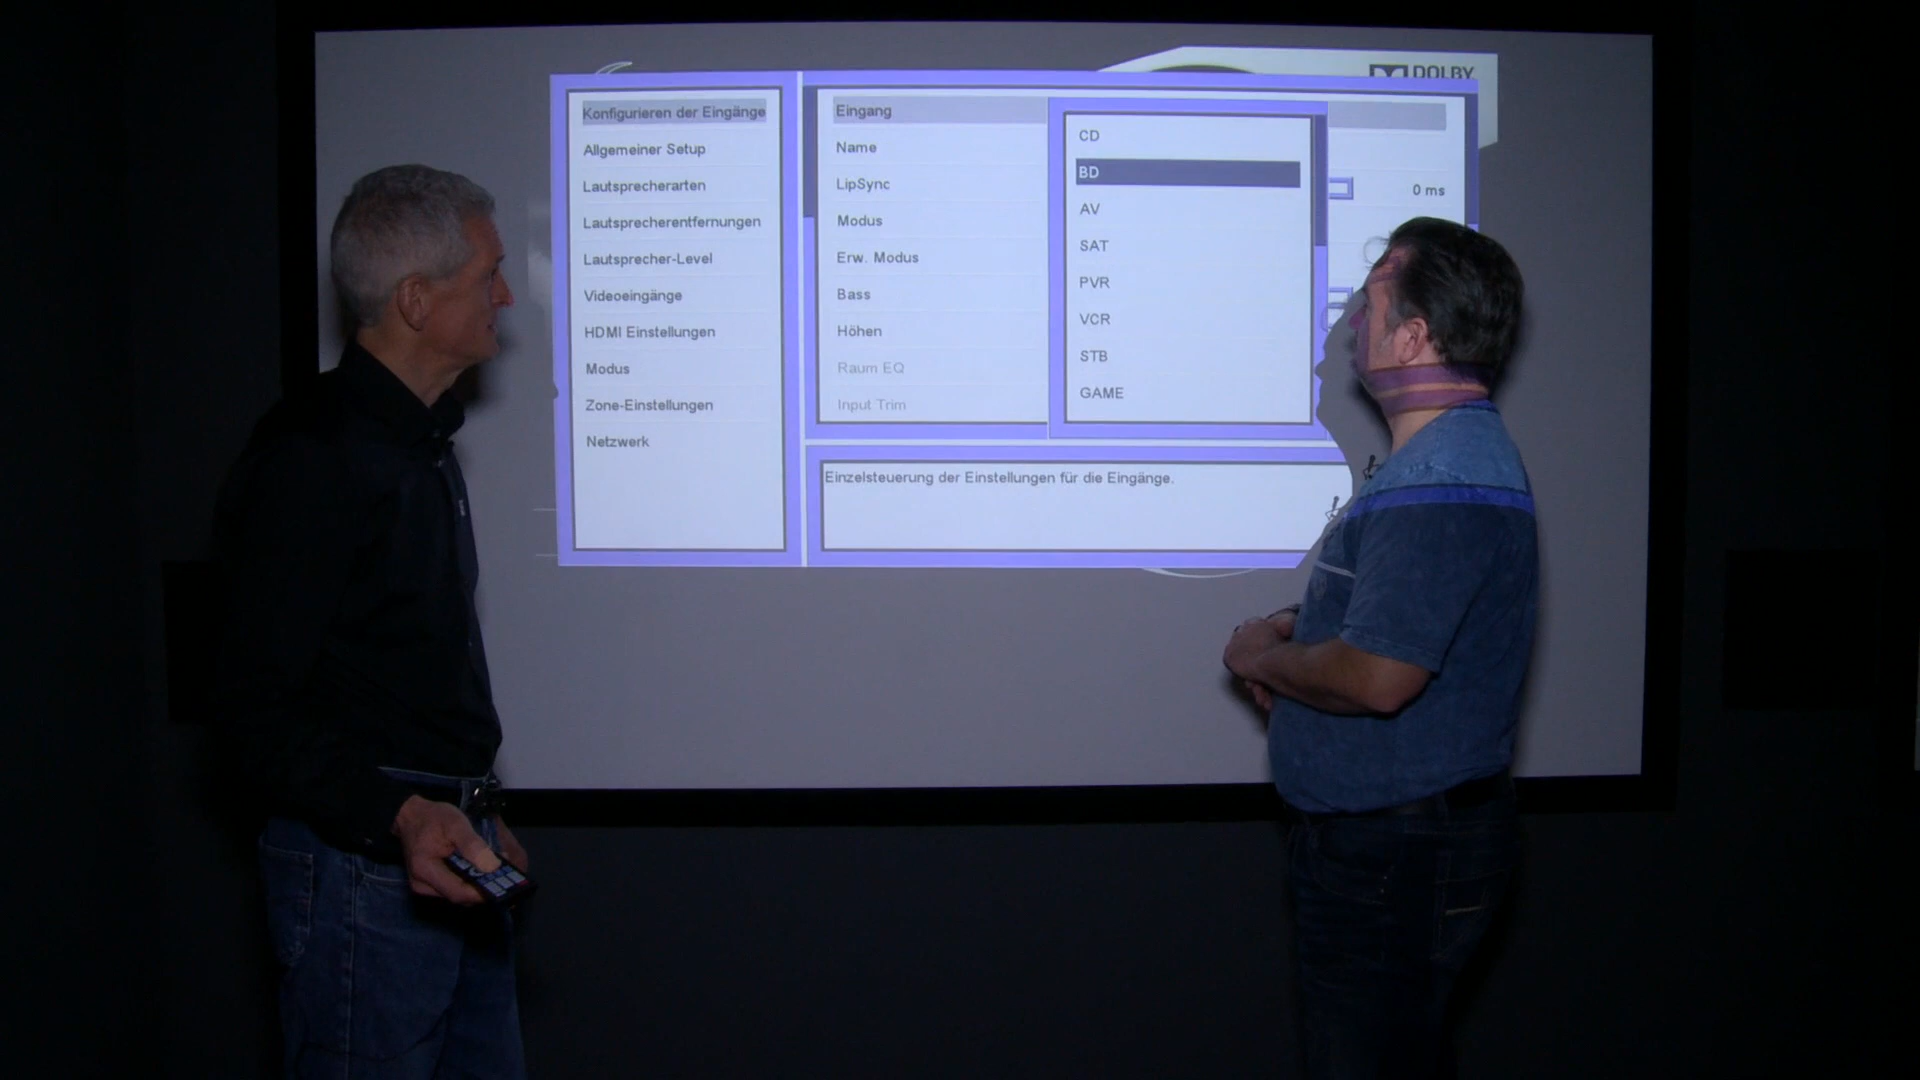 DOLBY
Konfigurieren der Eingänge
Allgemeiner Setup
Lautsprecherarten
Lautsprecherentfernungen
Lautsprecher-Level
Videoeingänge
HDMI Einstellungen
Modus
Zone-Einstellungen
Netzwerk
Eingang
Name
LipSync
0 ms
Modus
Erw. Modus
Bass
Höhen
Raum EQ
Input Trim
CD
BD
AV
SAT
PVR
VCR
STB
GAME
Einzelsteuerung der Einstellungen für die Eingänge.